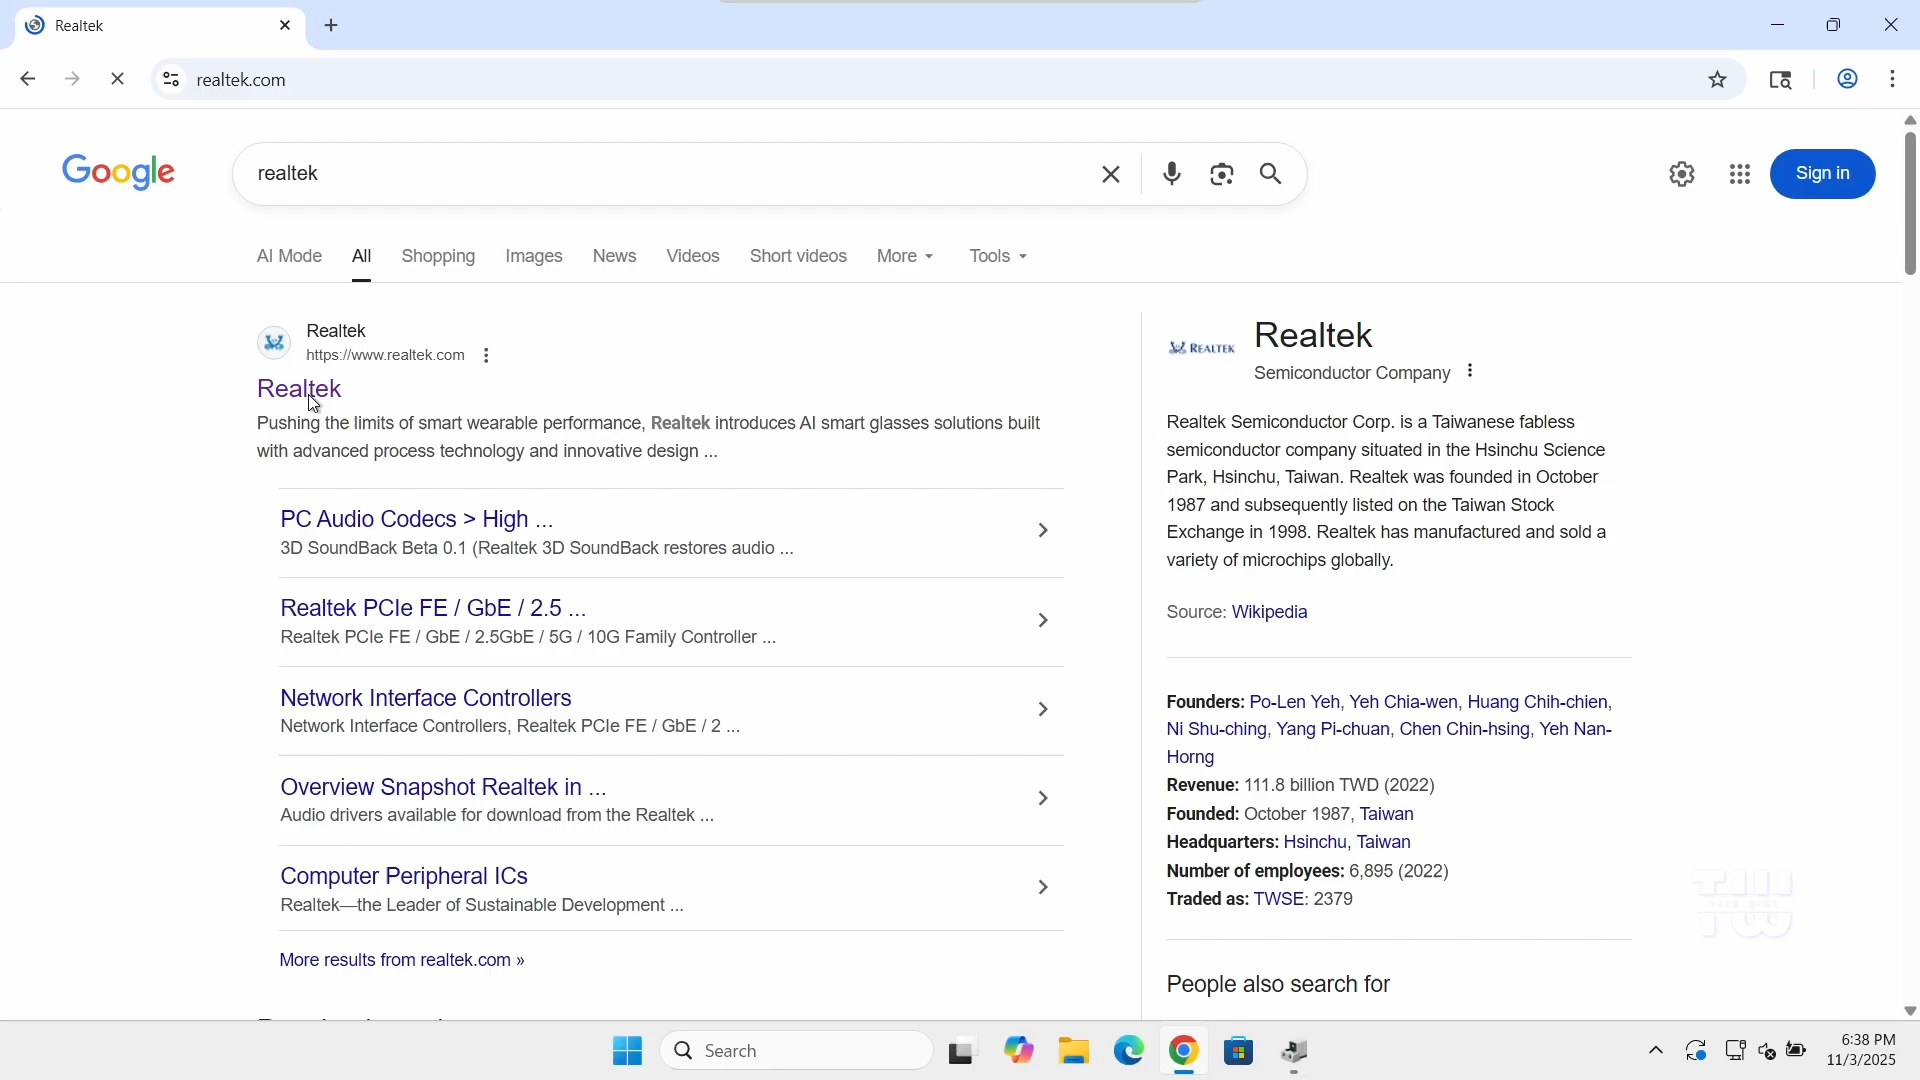 Realtek
realtek.com
Google
realtek
Sign in
AI Mode All Shopping Images News Videos Short videos More Tools
Realtek
https://www.realtek.com
Realtek
Pushing the limits of smart wearable performance, Realtek introduces AI smart glasses solutions built
with advanced process technology and innovative design ...
PC Audio Codecs > High ...
3D SoundBack Beta 0.1 (Realtek 3D SoundBack restores audio ...
Realtek PCIe FE / GbE / 2.5 ...
Realtek PCIe FE / GbE / 2.5GbE / 5G / 10G Family Controller ...
Network Interface Controllers
Network Interface Controllers, Realtek PCIe FE / GbE / 2 ...
Overview Snapshot Realtek in ...
Audio drivers available for download from the Realtek ...
Computer Peripheral ICs
Realtek—the Leader of Sustainable Development ...
More results from realtek.com »
REALTEK
Realtek
Semiconductor Company
Realtek Semiconductor Corp. is a Taiwanese fabless
semiconductor company situated in the Hsinchu Science
Park, Hsinchu, Taiwan. Realtek was founded in October
1987 and subsequently listed on the Taiwan Stock
Exchange in 1998. Realtek has manufactured and sold a
variety of microchips globally.
Source: Wikipedia
Founders: Po-Len Yeh, Yeh Chia-wen, Huang Chih-chien,
Ni Shu-ching, Yang Pi-chuan, Chen Chin-hsing, Yeh Nan-
Horng
Revenue: 111.8 billion TWD (2022)
Founded: October 1987, Taiwan
Headquarters: Hsinchu, Taiwan
Number of employees: 6,895 (2022)
Traded as: TWSE: 2379
People also search for
Search
6:38 PM
11/3/2025